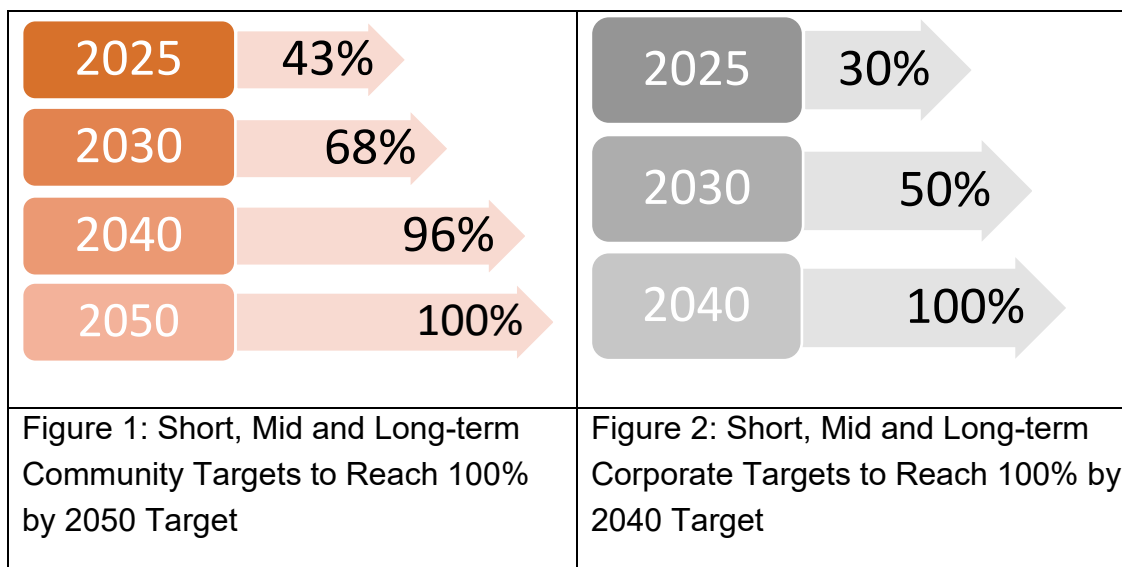 2025
43%
2030
68%
2040
96%
2050
100%
2025
30%
2030
50%
2040
100%
Figure 1: Short, Mid and Long-term
Community Targets to Reach 100%
by 2050 Target
Figure 2: Short, Mid and Long-term
Corporate Targets to Reach 100% by
2040 Target